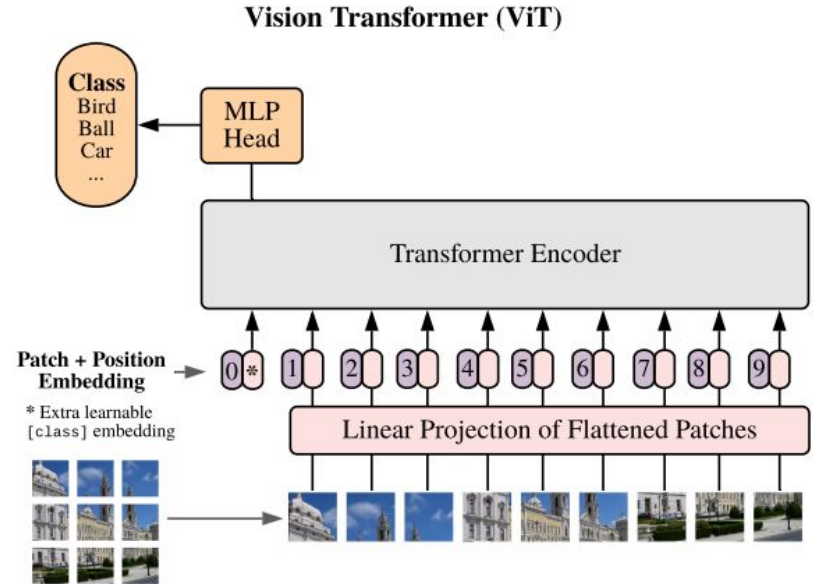 Vision Transformer (ViT)
Class
Bird
Ball
Car
...
MLP
Head
Transformer Encoder
Patch + Position
Embedding
0 * 1 2 3 4 5 6 7 8 9
* Extra learnable
[class] embedding
Linear Projection of Flattened Patches